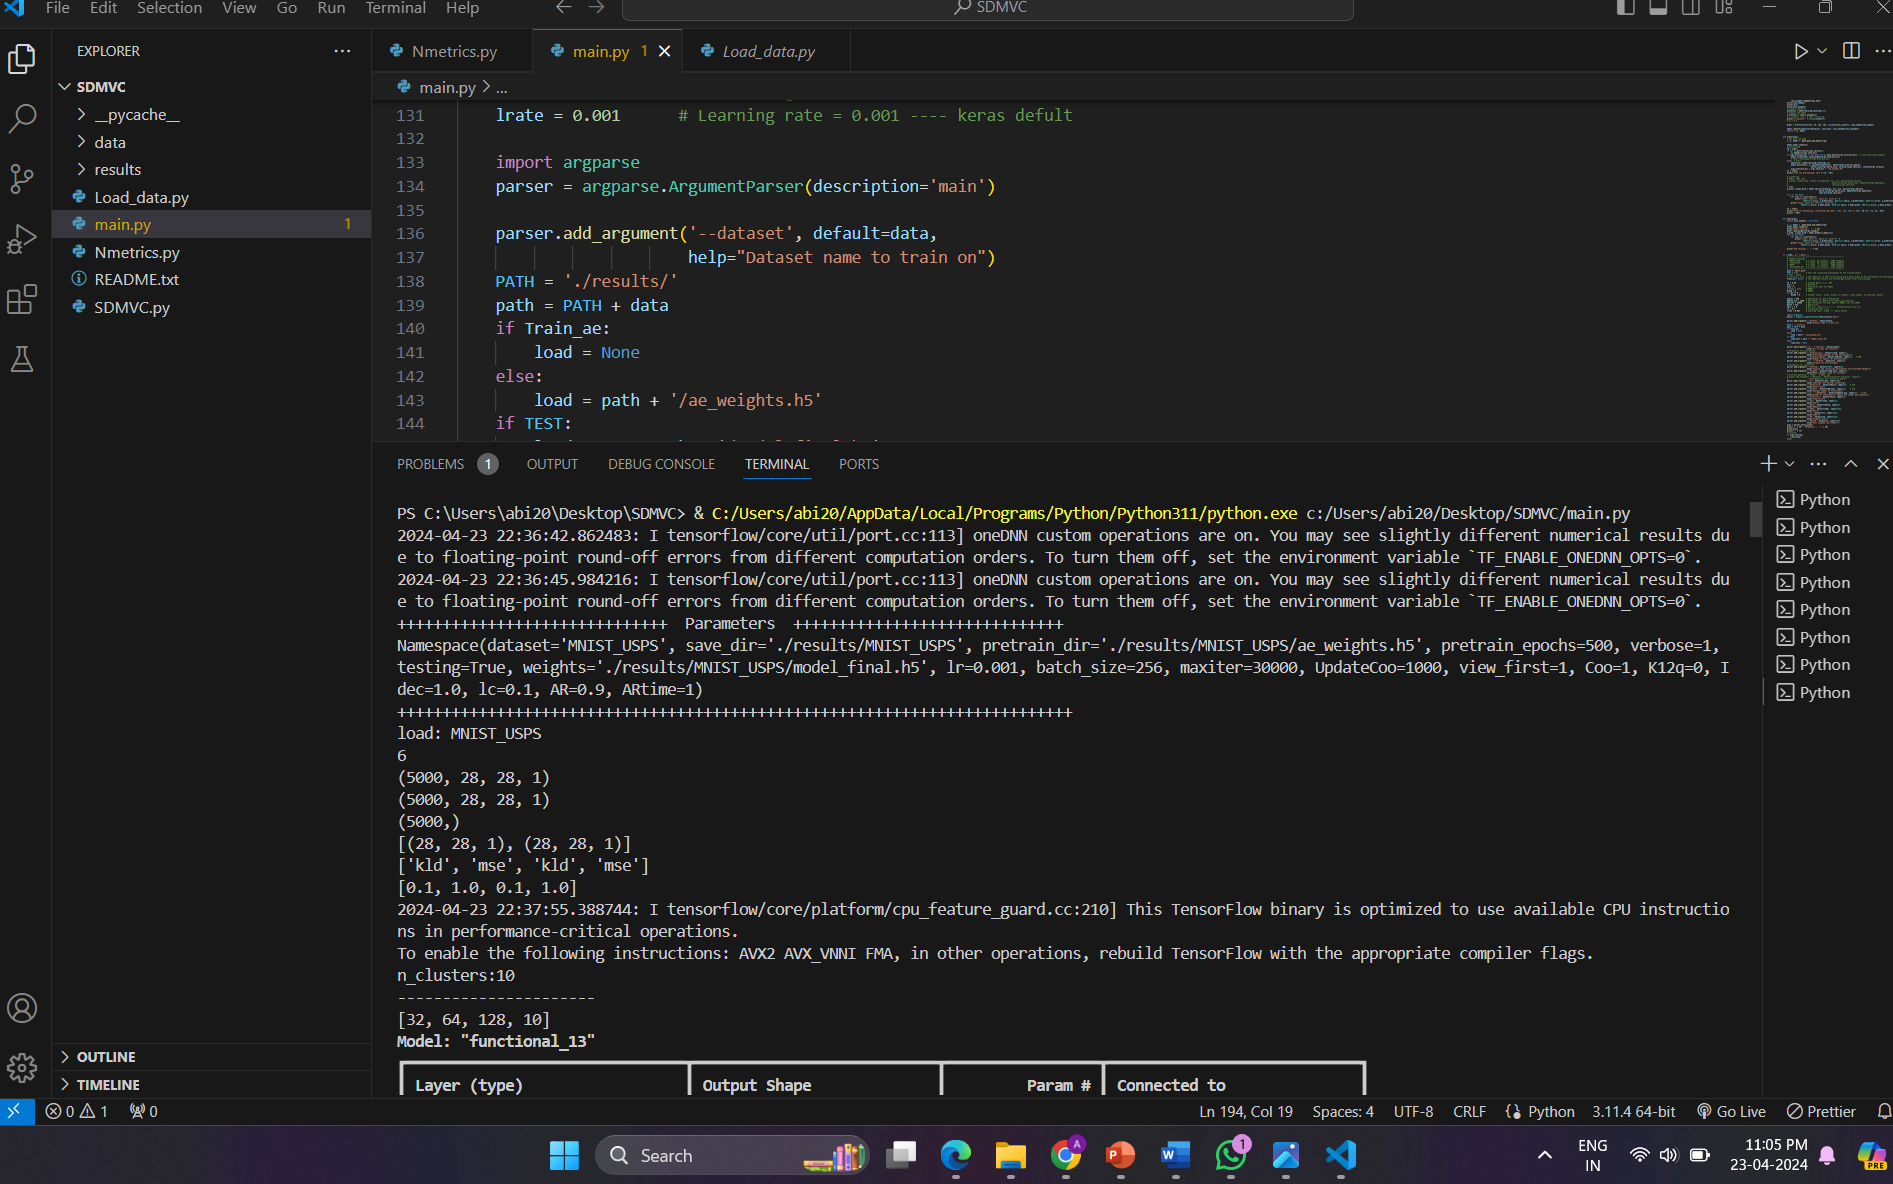 File Edit Selection View Go Run Terminal Help
SDMVC
EXPLORER
Nmetrics.py
main.py 1
Load_data.py
SDMVC
__pycache__
data
results
Load_data.py
main.py 1
Nmetrics.py
README.txt
SDMVC.py
main.py > ...
131 lrate = 0.001 # Learning rate = 0.001 ---- keras defult
132
133 import argparse
134 parser = argparse.ArgumentParser(description='main')
135
136 parser.add_argument('--dataset', default=data,
137 help="Dataset name to train on")
138 PATH = './results/'
139 path = PATH + data
140 if Train_ae:
141 load = None
142 else:
143 load = path + '/ae_weights.h5'
144 if TEST:
PROBLEMS 1 OUTPUT DEBUG CONSOLE TERMINAL PORTS
PS C:\Users\abi20\Desktop\SDMVC> & C:/Users/abi20/AppData/Local/Programs/Python/Python311/python.exe c:/Users/abi20/Desktop/SDMVC/main.py
2024-04-23 22:36:42.862483: I tensorflow/core/util/port.cc:113] oneDNN custom operations are on. You may see slightly different numerical results du
e to floating-point round-off errors from different computation orders. To turn them off, set the environment variable `TF_ENABLE_ONEDNN_OPTS=0`.
2024-04-23 22:36:45.984216: I tensorflow/core/util/port.cc:113] oneDNN custom operations are on. You may see slightly different numerical results du
e to floating-point round-off errors from different computation orders. To turn them off, set the environment variable `TF_ENABLE_ONEDNN_OPTS=0`.
++++++++++++++++++++++++++++++ Parameters ++++++++++++++++++++++++++++++
Namespace(dataset='MNIST_USPS', save_dir='./results/MNIST_USPS', pretrain_dir='./results/MNIST_USPS/ae_weights.h5', pretrain_epochs=500, verbose=1,
testing=True, weights='./results/MNIST_USPS/model_final.h5', lr=0.001, batch_size=256, maxiter=30000, UpdateCoo=1000, view_first=1, Coo=1, K12q=0, I
dec=1.0, lc=0.1, AR=0.9, ARtime=1)
+++++++++++++++++++++++++++++++++++++++++++++++++++++++++++++++++++++++++++
load: MNIST_USPS
6
(5000, 28, 28, 1)
(5000, 28, 28, 1)
(5000,)
[(28, 28, 1), (28, 28, 1)]
['kld', 'mse', 'kld', 'mse']
[0.1, 1.0, 0.1, 1.0]
2024-04-23 22:37:55.388744: I tensorflow/core/platform/cpu_feature_guard.cc:210] This TensorFlow binary is optimized to use available CPU instructio
ns in performance-critical operations.
To enable the following instructions: AVX2 AVX_VNNI FMA, in other operations, rebuild TensorFlow with the appropriate compiler flags.
n_clusters:10
----------------------
[32, 64, 128, 10]
Model: "functional_13"
Layer (type) Output Shape Param # Connected to
Python
Python
Python
Python
Python
Python
Python
Python
OUTLINE
TIMELINE
0 1 0
Ln 194, Col 19 Spaces: 4 UTF-8 CRLF Python 3.11.4 64-bit Go Live Prettier
Search
A
P
W
1
ENG
IN
11:05 PM
23-04-2024
PRE